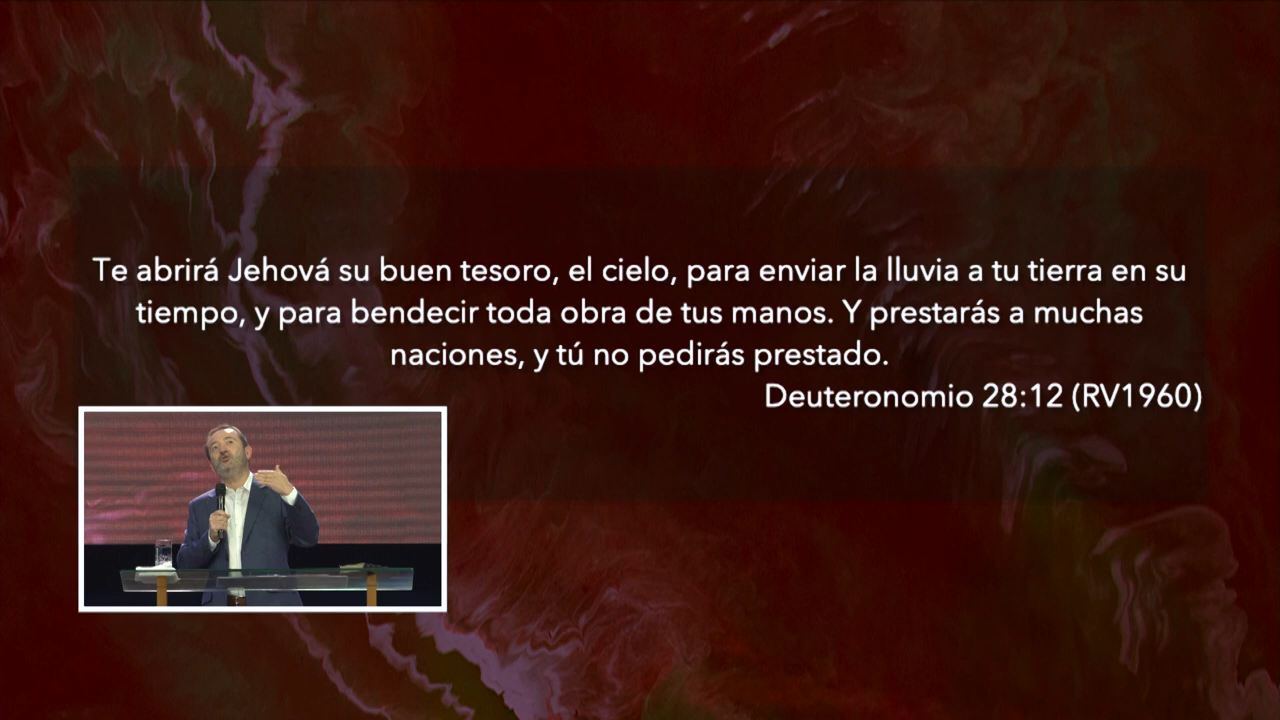 Te abrirá Jehová su buen tesoro, el cielo, para enviar la lluvia a tu tierra en su
tiempo, y para bendecir toda obra de tus manos. Y prestarás a muchas
naciones, y tú no pedirás prestado.
Deuteronomio 28:12 (RV1960)